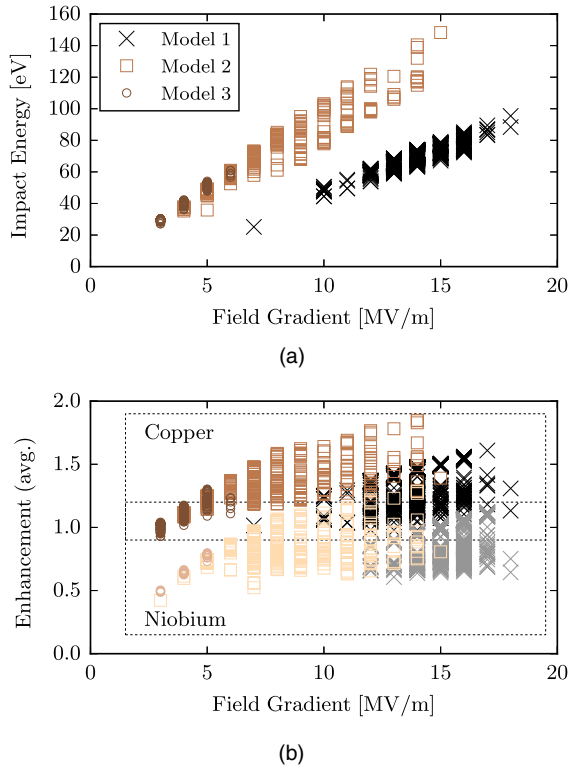 160
140
120
100
80
60
40
20
0
Impact Energy [eV]
Model 1
Model 2
Model 3
0 5 10 15 20
Field Gradient [MV/m]
(a)
2.0
1.5
1.0
0.5
0.0
Enhancement (avg.)
Copper
Niobium
0 5 10 15 20
Field Gradient [MV/m]
(b)